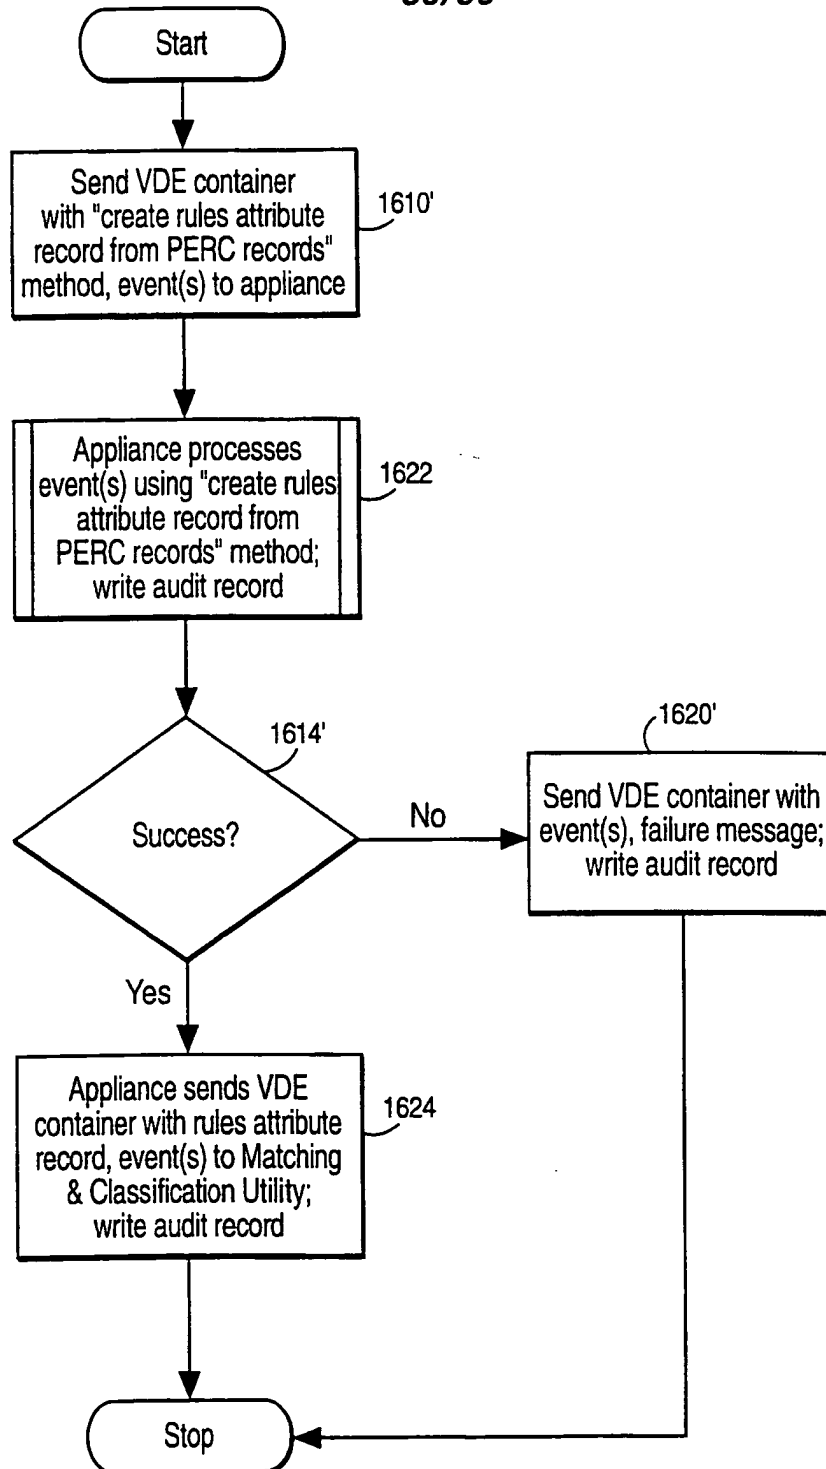 Start
Send VDE container
with "create rules attribute
record from PERC records"
method, event(s) to appliance
1610'
Appliance processes
event(s) using "create rules
attribute record from
PERC records" method;
write audit record
1622
1614'
Success?
No
1620'
Send VDE container with
event(s), failure message;
write audit record
Yes
Appliance sends VDE
container with rules attribute
record, event(s) to Matching
& Classification Utility;
write audit record
1624
Stop